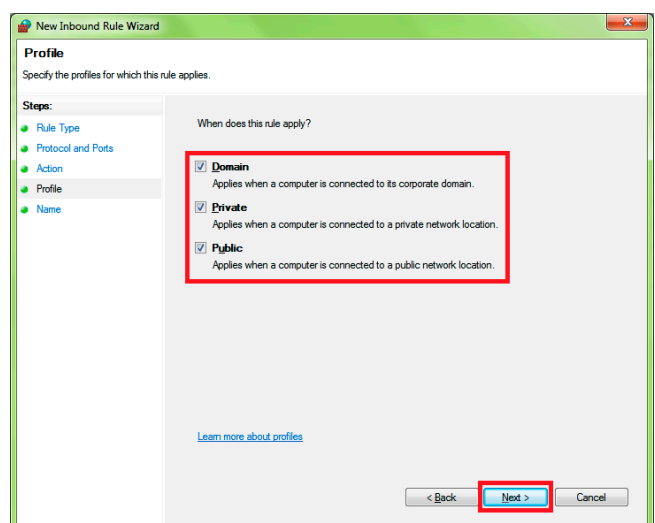 New Inbound Rule Wizard
Profile
Specify the profiles for which this rule applies.
Steps:
Rule Type
Protocol and Ports
Action
Profile
Name
When does this rule apply?
Domain
Applies when a computer is connected to its corporate domain.
Private
Applies when a computer is connected to a private network location.
Public
Applies when a computer is connected to a public network location.
Learn more about profiles
< Back
Next >
Cancel